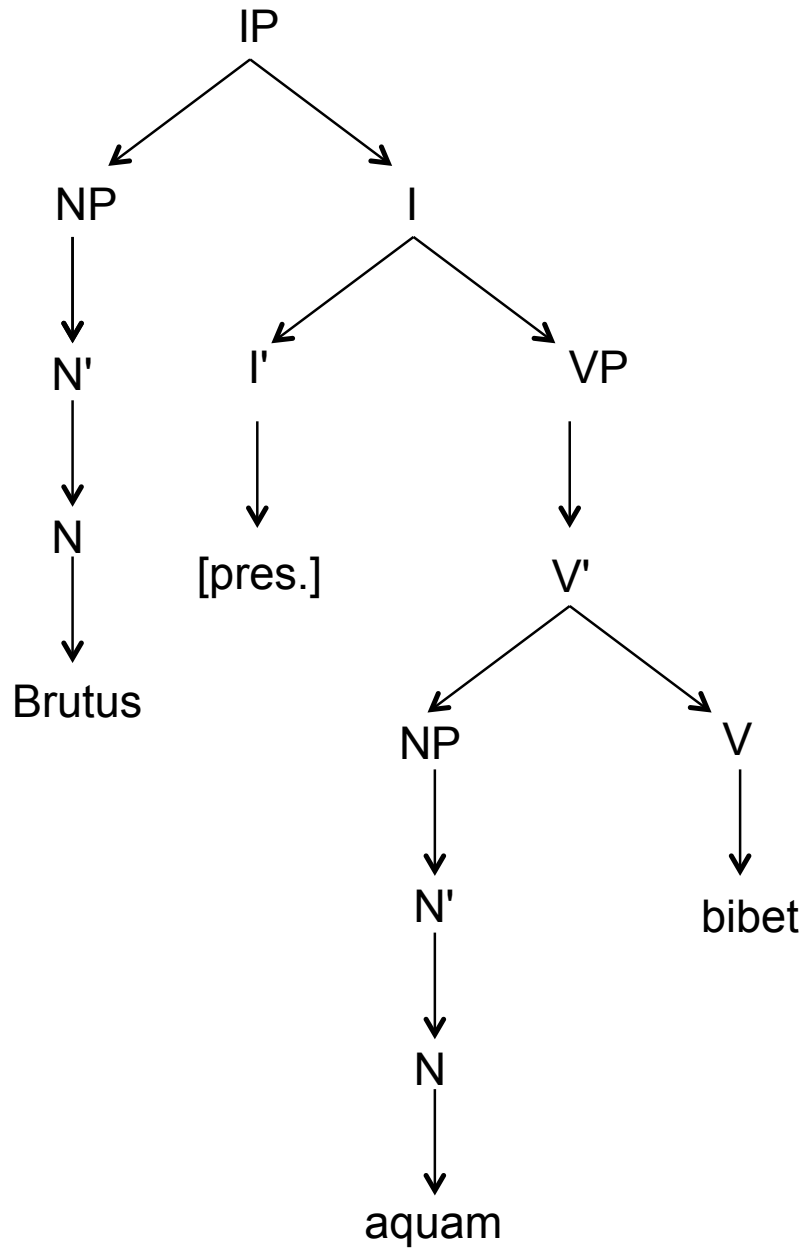 IP
NP I
N' I' VP
N [pres.] V'
Brutus NP V
N' bibet
N
aquam